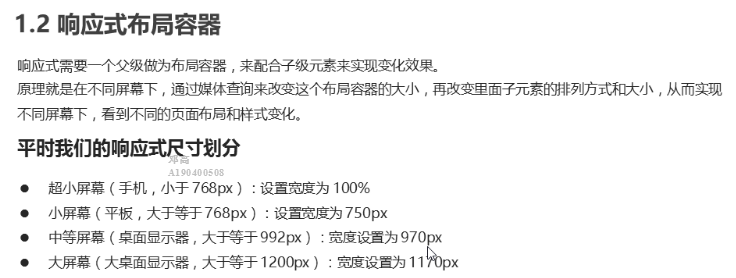 1.2 响应式布局容器
响应式需要一个父级做为布局容器，来配合子级元素来实现变化效果。
原理就是在不同屏幕下，通过媒体查询来改变这个布局容器的大小，再改变里面子元素的排列方式和大小，从而实现
不同屏幕下，看到不同的页面布局和样式变化。
平时我们的响应式尺寸划分
A190400508
● 超小屏幕（手机，小于 768px）：设置宽度为 100%
● 小屏幕（平板，大于等于 768px）：设置宽度为 750px
● 中等屏幕（桌面显示器，大于等于 992px）：宽度设置为 970px
● 大屏幕（大桌面显示器，大于等于 1200px）：宽度设置为 1170px